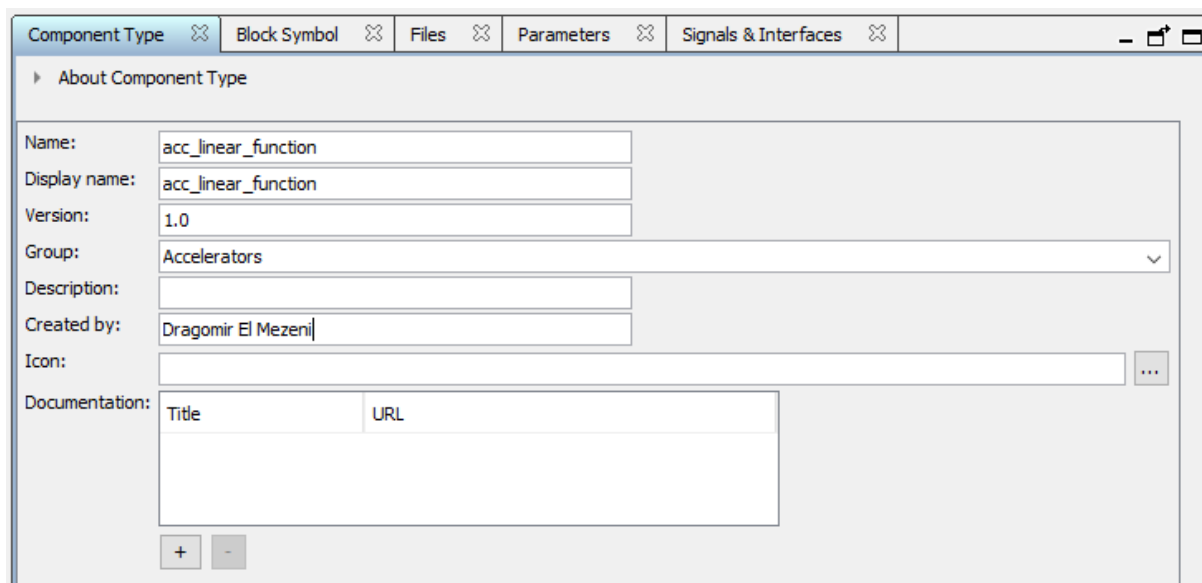 Component Type Block Symbol Files Parameters Signals & Interfaces
About Component Type
Name: acc_linear_function
Display name: acc_linear_function
Version: 1.0
Group: Accelerators
Description:
Created by: Dragomir El Mezeni
Icon: ...
Documentation: Title URL
+ -